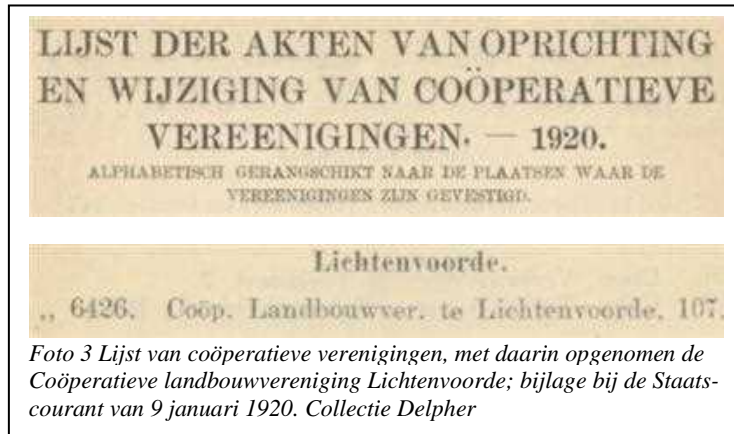 LIJST DER AKTEN VAN OPRICHTING
EN WIJZIGING VAN COÖPERATIEVE
VEREENIGINGEN. — 1920.
ALPHABETISCH GERANGSCHIKT NAAR DE PLAATSEN WAAR DE
VEREENIGINGEN ZIJN GEVESTIGD.
Lichtenvoorde.
„ 6426. Coöp. Landbouwver. te Lichtenvoorde. 107.
Foto 3 Lijst van coöperatieve verenigingen, met daarin opgenomen de
Coöperatieve landbouwvereniging Lichtenvoorde; bijlage bij de Staats-
courant van 9 januari 1920. Collectie Delpher